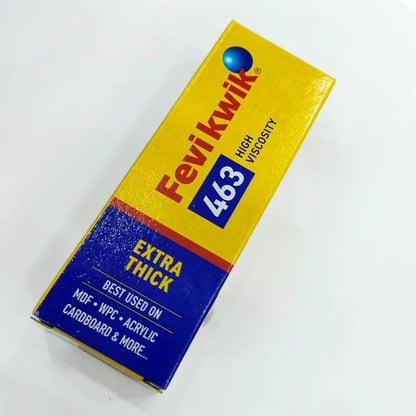 Fevikwik®
463
HIGH
VISCOSITY
EXTRA
THICK
BEST USED ON
MDF • WPC • ACRYLIC
CARDBOARD & MORE...